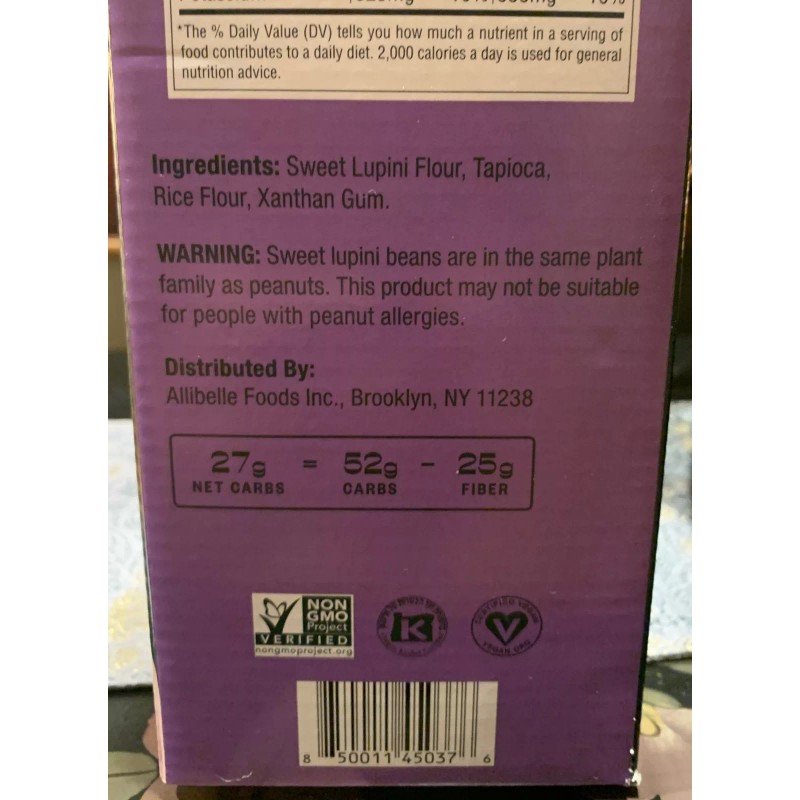 *The % Daily Value (DV) tells you how much a nutrient in a serving of
food contributes to a daily diet. 2,000 calories a day is used for general
nutrition advice.
Ingredients: Sweet Lupini Flour, Tapioca,
Rice Flour, Xanthan Gum.
WARNING: Sweet lupini beans are in the same plant
family as peanuts. This product may not be suitable
for people with peanut allergies.
Distributed By:
Allibelle Foods Inc., Brooklyn, NY 11238
27g = 52g - 25g
NET CARBS CARBS FIBER
NON
GMO
Project
VERIFIED
nongmoproject.org
K
CERTIFIED VEGAN
VEGAN.ORG
8 50011 45037 6